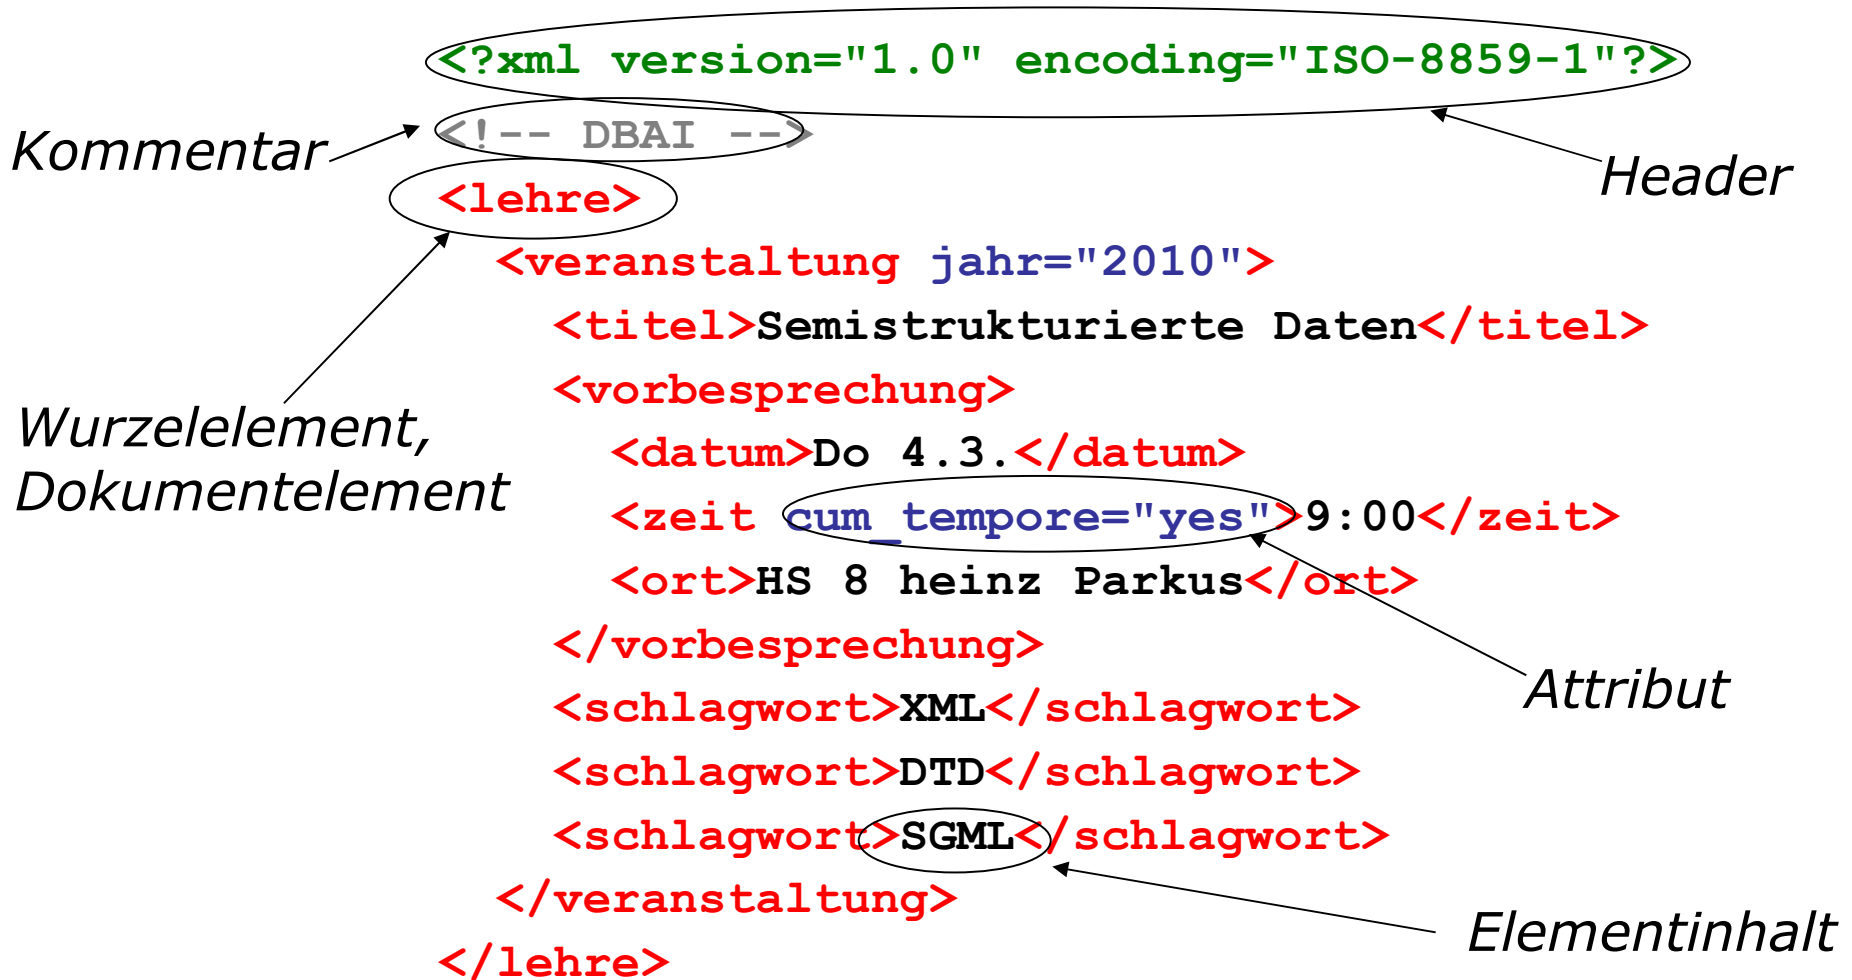 <?xml version="1.0" encoding="ISO-8859-1"?>
Kommentar
<!-- DBAI -->
Header
<lehre>
<veranstaltung jahr="2010">
<titel>Semistrukturierte Daten</titel>
<vorbesprechung>
Wurzelelement,
Dokumentelement
<datum>Do 4.3.</datum>
<zeit cum_tempore="yes">9:00</zeit>
<ort>HS 8 heinz Parkus</ort>
</vorbesprechung>
Attribut
<schlagwort>XML</schlagwort>
<schlagwort>DTD</schlagwort>
<schlagwort>SGML</schlagwort>
</veranstaltung>
Elementinhalt
</lehre>